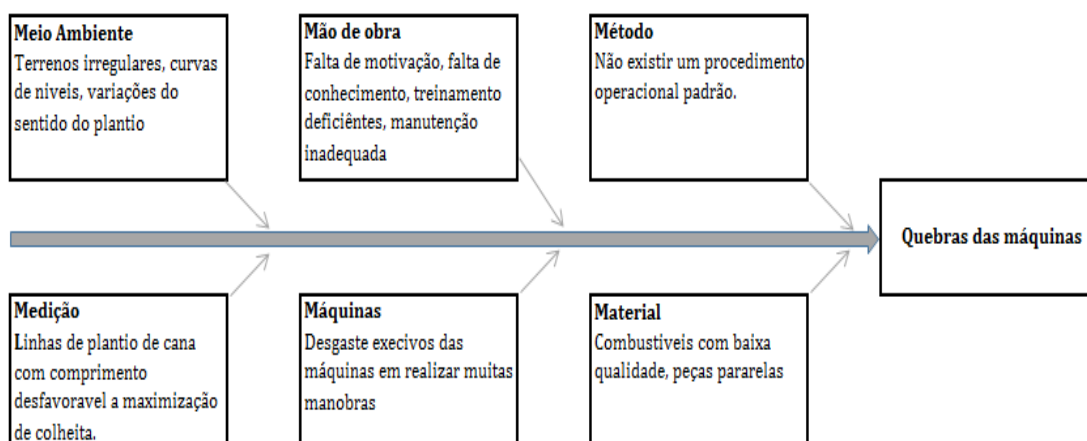 Meio Ambiente
Terrenos irregulares, curvas
de niveis, variações do
sentido do plantio
Mão de obra
Falta de motivação, falta de
conhecimento, treinamento
deficiêntes, manutenção
inadequada
Método
Não existir um procedimento
operacional padrão.
Quebras das máquinas
Medição
Linhas de plantio de cana
com comprimento
desfavoravel a maximização
de colheita.
Máquinas
Desgaste execivos das
máquinas em realizar muitas
manobras
Material
Combustiveis com baixa
qualidade, peças pararelas